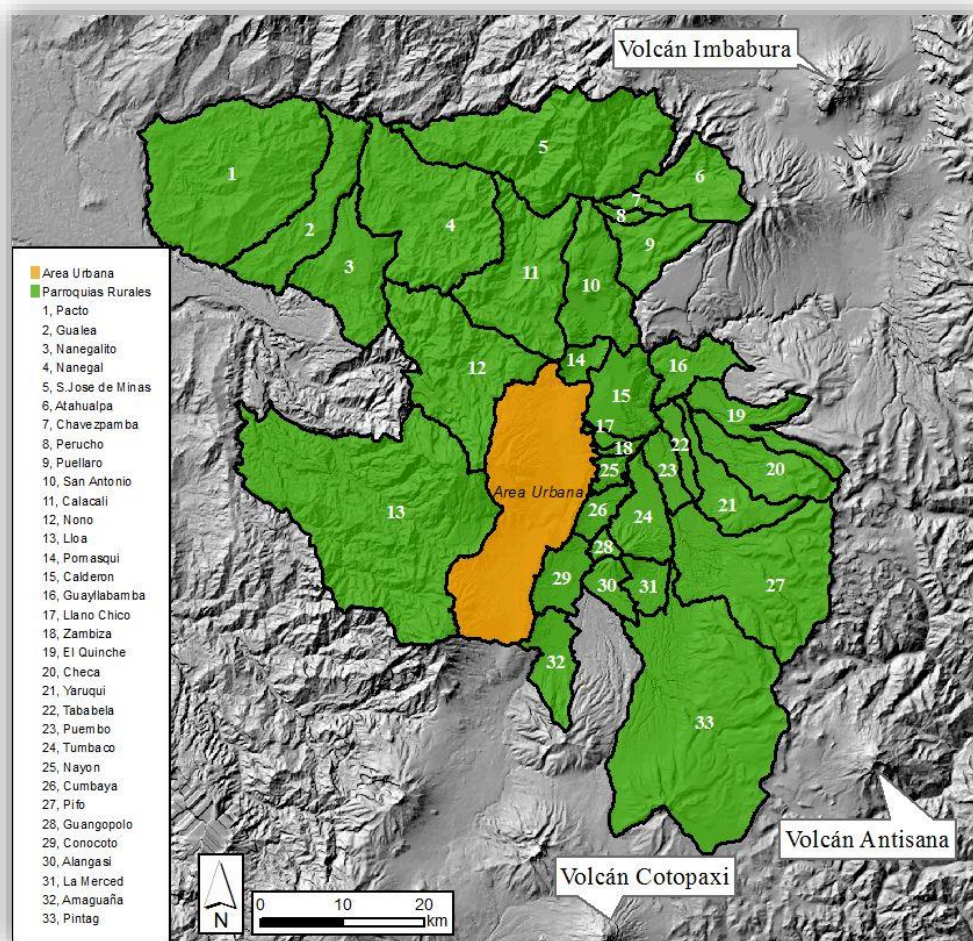 Volcán Imbabura
5
6
1
7
8
2
4
9
3
11
10
Area Urbana
Parroquias Rurales
1, Pacto
2, Gualea
3, Nanegalito
4, Nanegal
5, S.Jose de Minas
6, Atahualpa
7, Chavezpamba
8, Perucho
9, Puellaro
10, San Antonio
11, Calacali
12, Nono
13, Lloa
14, Pomasqui
15, Calderon
16, Guayllabamba
17, Llano Chico
18, Zambiza
19, El Quinche
20, Checa
21, Yaruqui
22, Tababela
23, Puembo
24, Tumbaco
25, Nayon
26, Cumbaya
27, Pifo
28, Guangopolo
29, Conocoto
30, Alangasi
31, La Merced
32, Amaguaña
33, Pintag
14
16
12
15
19
17
22
18
20
25
23
Area Urbana
21
13
26
24
28
27
29
30
31
32
33
Volcán Antisana
Volcán Cotopaxi
N
0 10 20
km